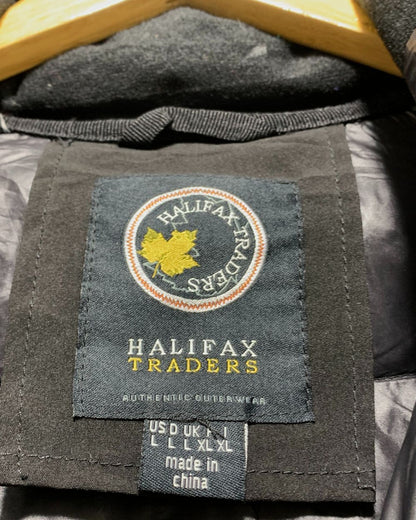 HALIFAX TRADERS
HALIFAX
TRADERS
AUTHENTIC OUTERWEAR
US D UK F I
L L L XL XL
made in
china